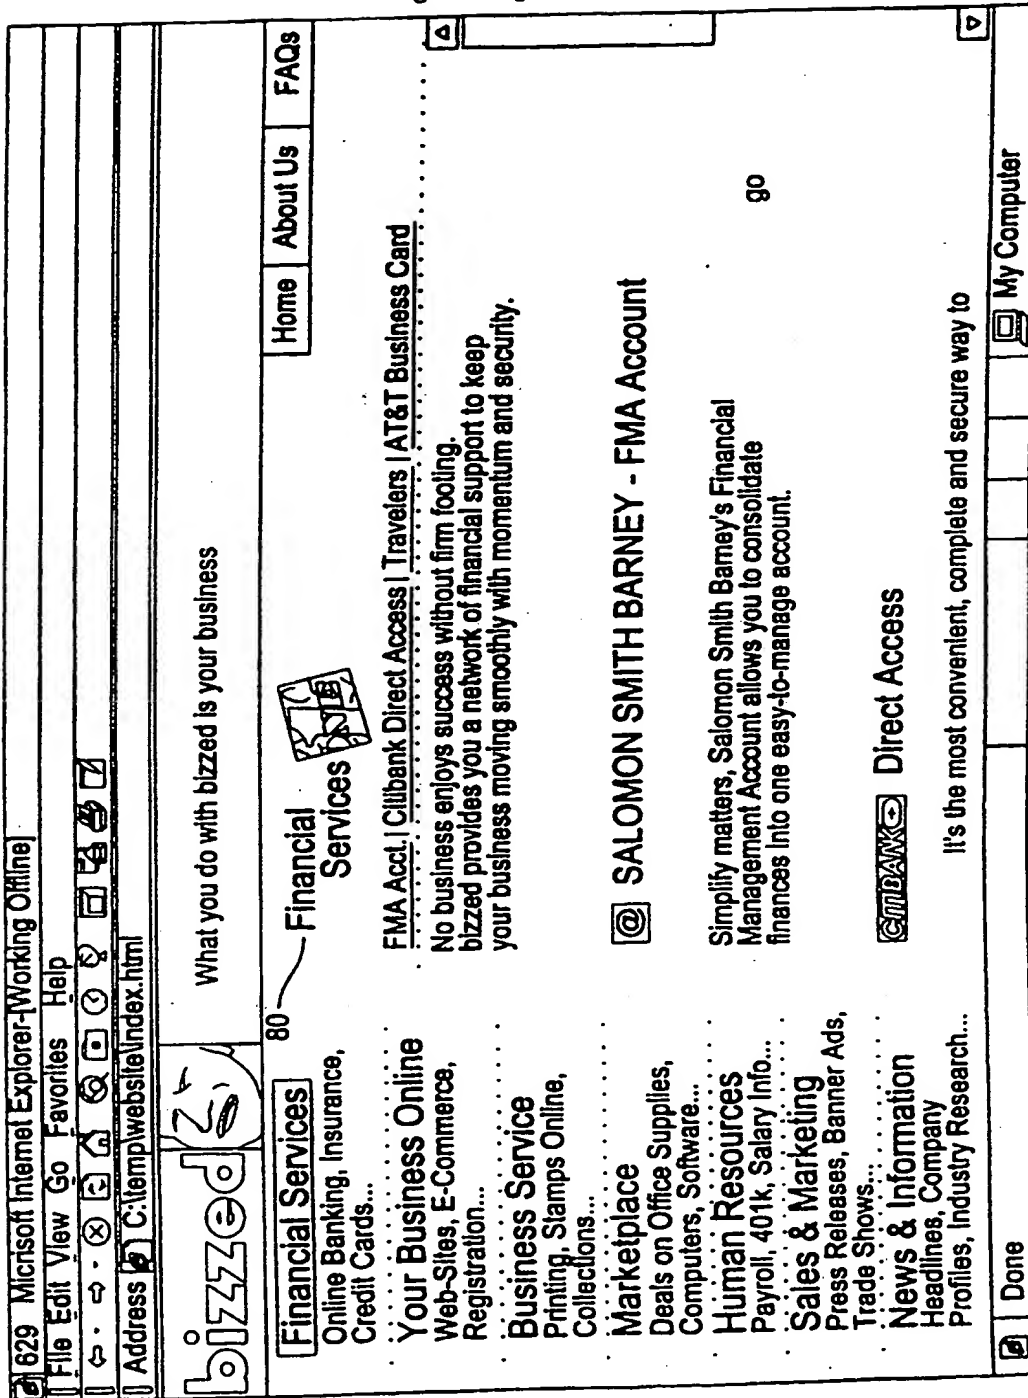 629 Micrisoft Internet Explorer-[Working Offline]
File Edit View Go Favorites Help
Address C:\temp\website\index.html
bizzed
What you do with bizzed is your business
Home About Us FAQs
Financial Services
Online Banking, Insurance,
Credit Cards...
Your Business Online
Web-Sites, E-Commerce,
Registration...
Business Service
Printing, Stamps Online,
Collections...
Marketplace
Deals on Office Supplies,
Computers, Software...
Human Resources
Payroll, 401k, Salary Info...
Sales & Marketing
Press Releases, Banner Ads,
Trade Shows...
News & Information
Headlines, Company
Profiles, Industry Research...
80
Financial
Services
FMA Acct. | Citibank Direct Access | Travelers | AT&T Business Card
No business enjoys success without firm footing.
bizzed provides you a network of financial support to keep
your business moving smoothly with momentum and security.
@ SALOMON SMITH BARNEY - FMA Account
Simplify matters, Salomon Smith Barney's Financial
Management Account allows you to consolidate
finances into one easy-to-manage account.
go
CITIBANK Direct Access
It's the most convenient, complete and secure way to
Done
My Computer